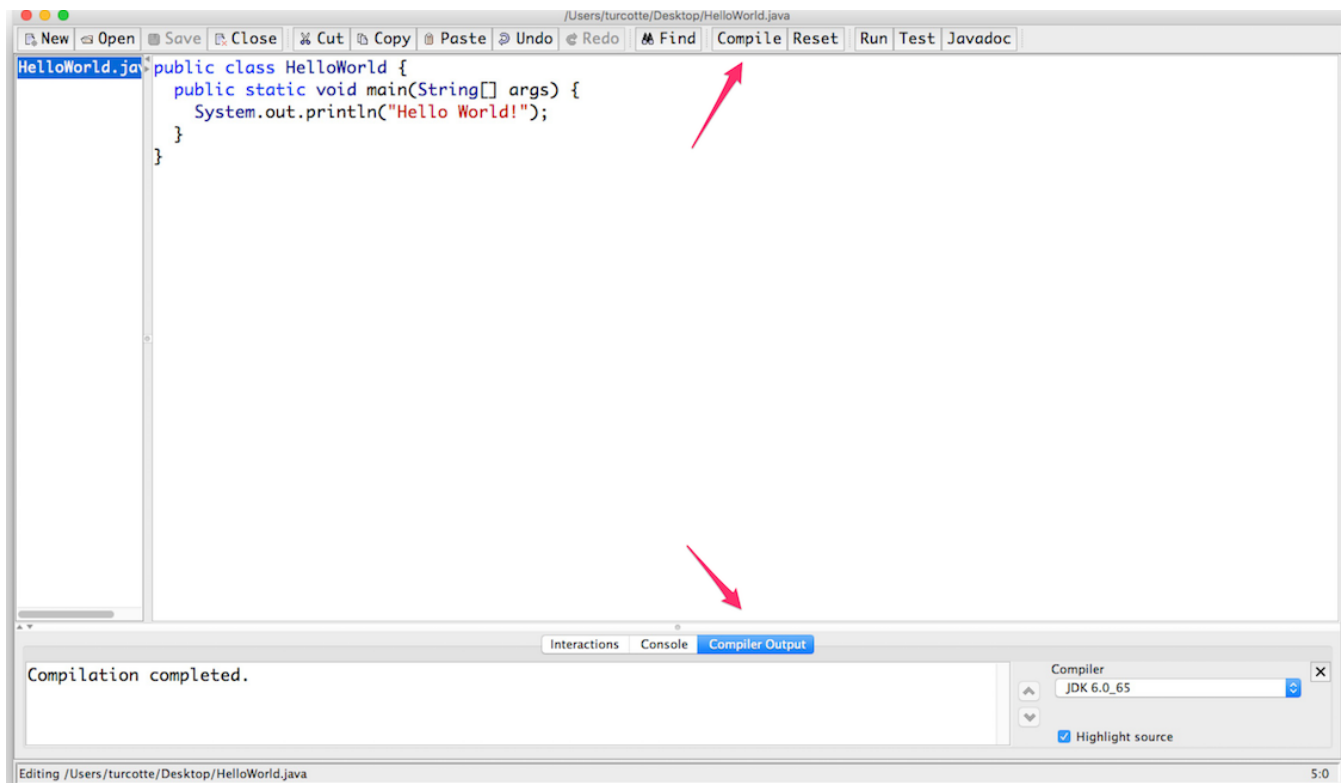 /Users/turcotte/Desktop/HelloWorld.java
New Open Save Close Cut Copy Paste Undo Redo Find Compile Reset Run Test Javadoc
HelloWorld.jav
public class HelloWorld {
  public static void main(String[] args) {
    System.out.println("Hello World!");
  }
}
Interactions Console Compiler Output
Compilation completed.
Compiler
JDK 6.0_65
Highlight source
Editing /Users/turcotte/Desktop/HelloWorld.java 5:0